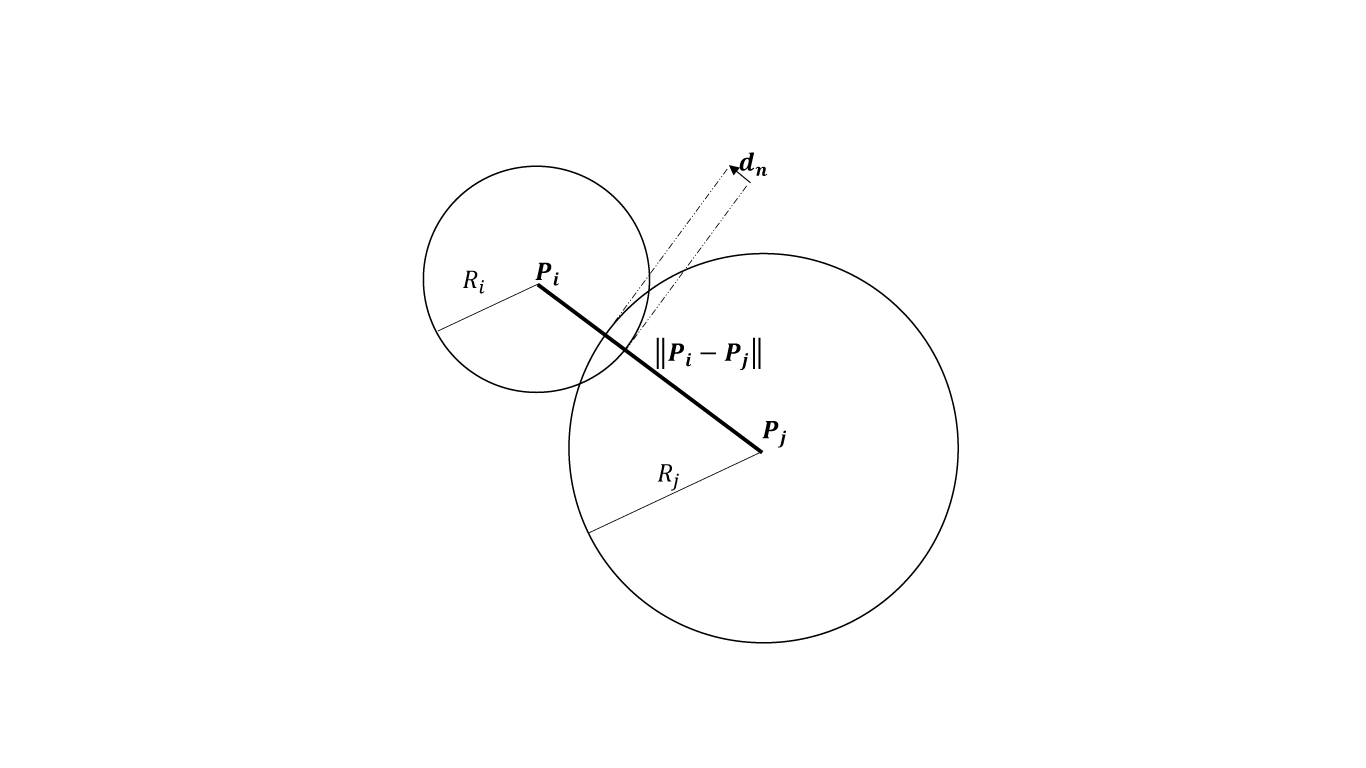 d_n
P_i
R_i
‖P_i − P_j‖
P_j
R_j